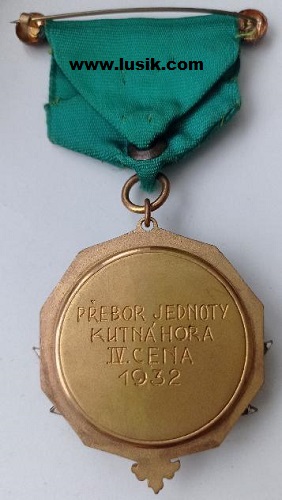 www.lusik.com
PŘEBOR JEDNOTY
KUTNÁ HORA
IV. CENA
1932